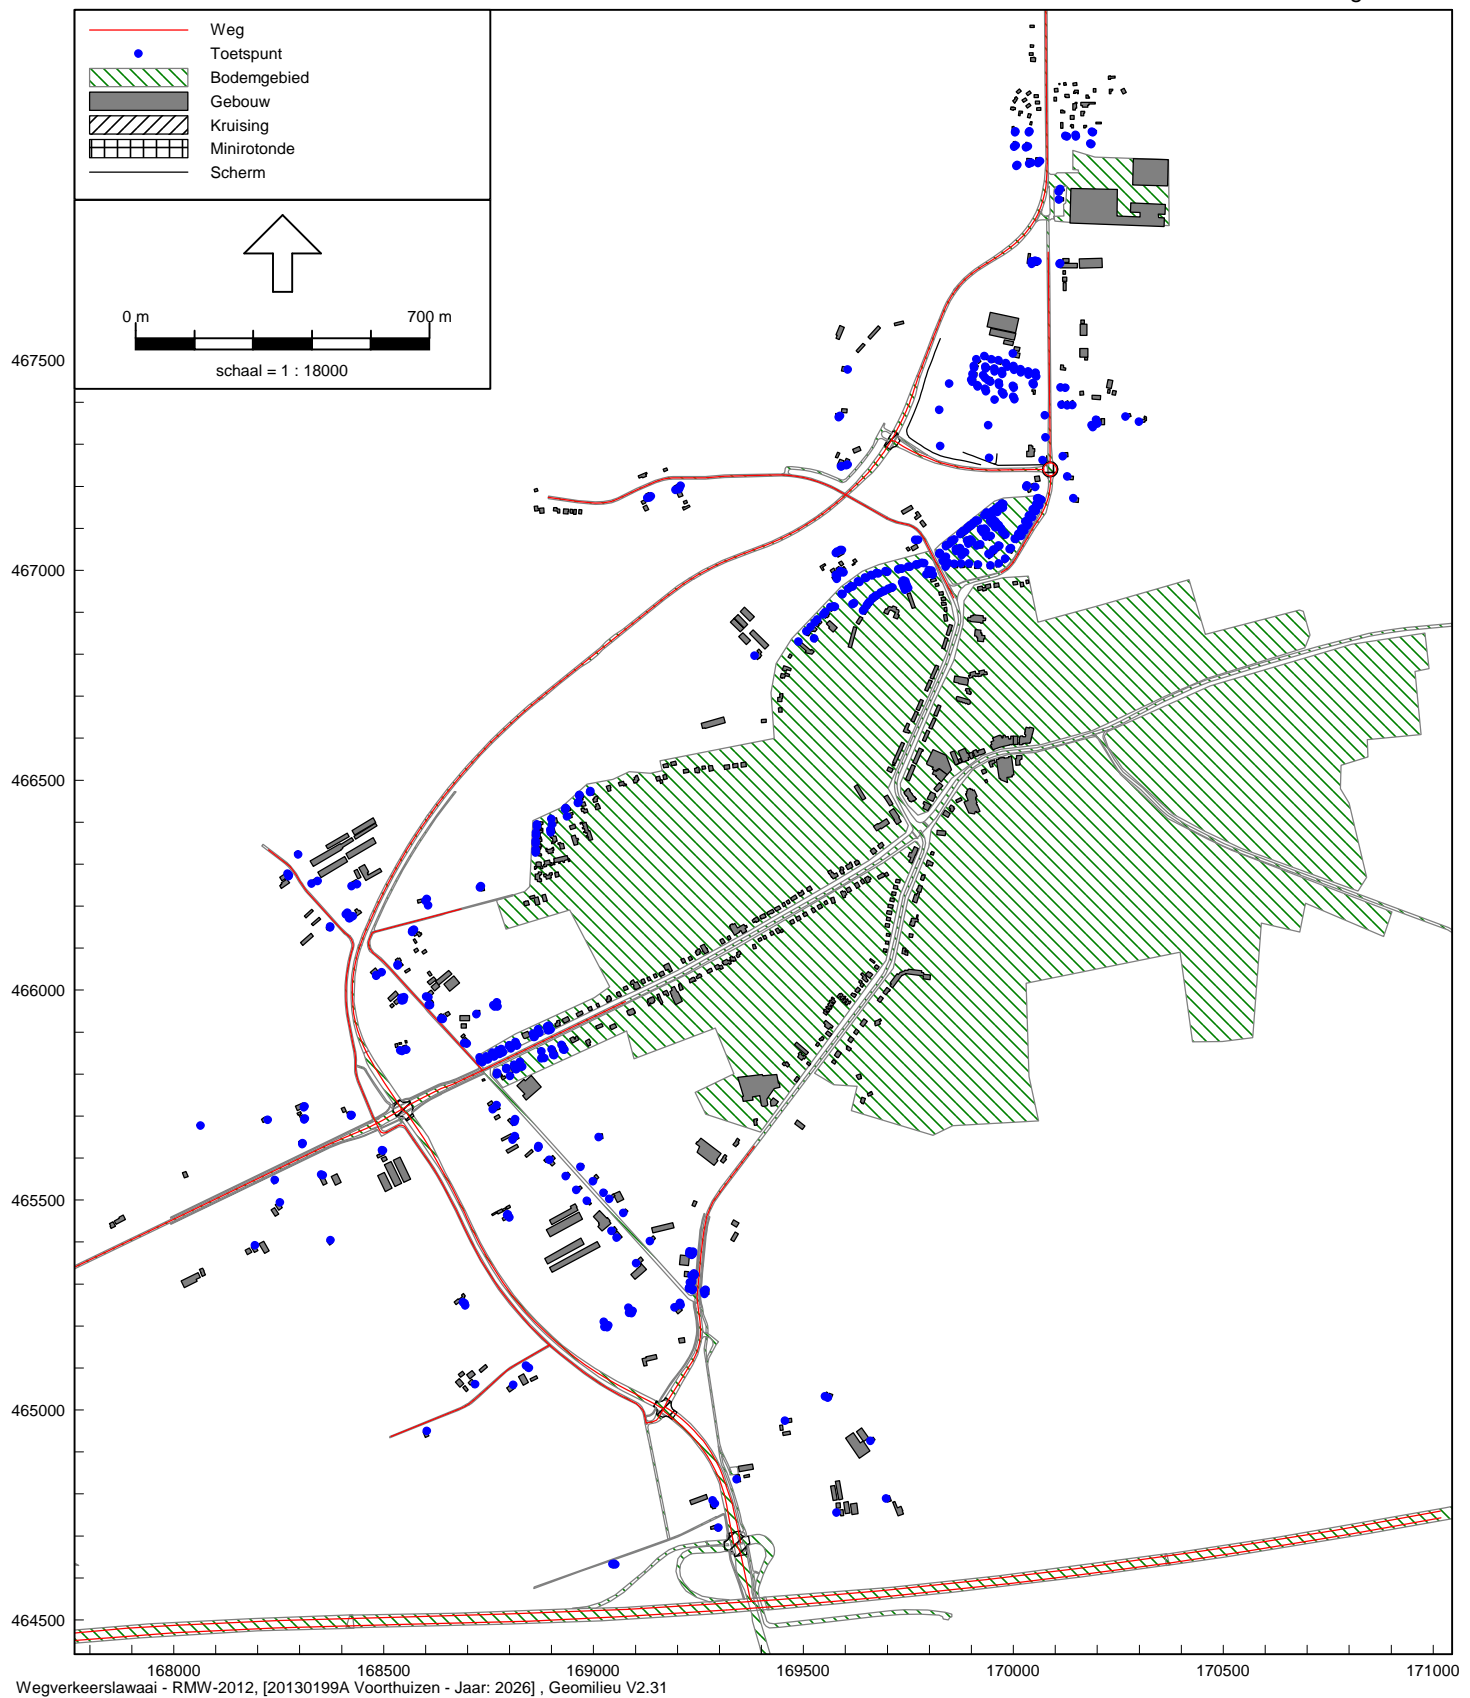 Weg
Toetspunt
Bodemgebied
Gebouw
Kruising
Minirotonde
Scherm
0 m 700 m
schaal = 1 : 18000
467500
467000
466500
466000
465500
465000
464500
168000 168500 169000 169500 170000 170500 171000
Wegverkeerslawaai - RMW-2012, [20130199A Voorthuizen - Jaar: 2026] , Geomilieu V2.31